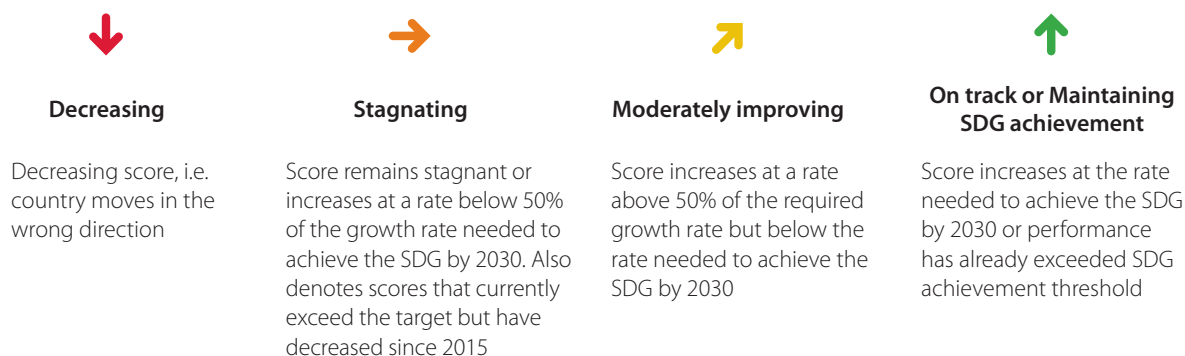 Decreasing
Decreasing score, i.e.
country moves in the
wrong direction
Stagnating
Score remains stagnant or
increases at a rate below 50%
of the growth rate needed to
achieve the SDG by 2030. Also
denotes scores that currently
exceed the target but have
decreased since 2015
Moderately improving
Score increases at a rate
above 50% of the required
growth rate but below the
rate needed to achieve the
SDG by 2030
On track or Maintaining
SDG achievement
Score increases at the rate
needed to achieve the SDG
by 2030 or performance
has already exceeded SDG
achievement threshold